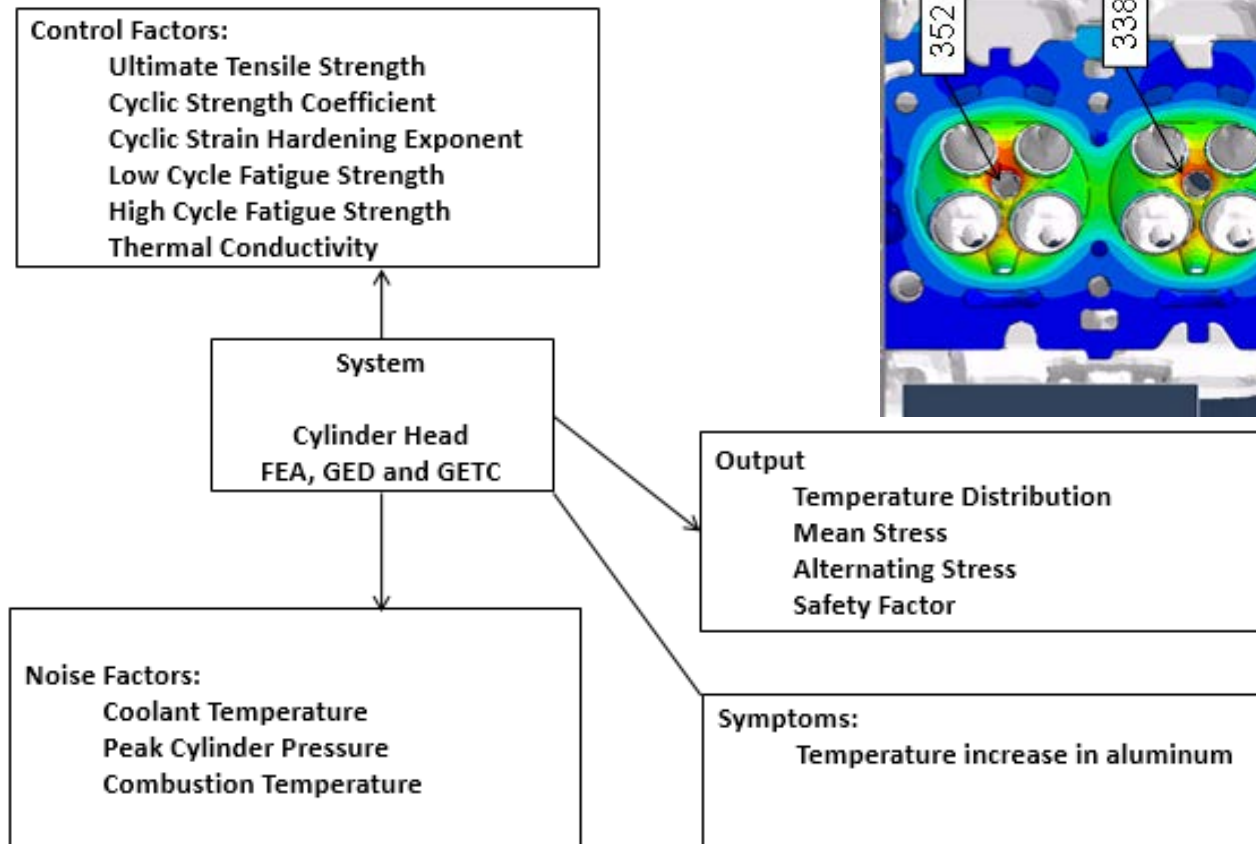 Control Factors:
Ultimate Tensile Strength
Cyclic Strength Coefficient
Cyclic Strain Hardening Exponent
Low Cycle Fatigue Strength
High Cycle Fatigue Strength
Thermal Conductivity
352
338
System
Cylinder Head
FEA, GED and GETC
Output
Temperature Distribution
Mean Stress
Alternating Stress
Safety Factor
Noise Factors:
Coolant Temperature
Peak Cylinder Pressure
Combustion Temperature
Symptoms:
Temperature increase in aluminum